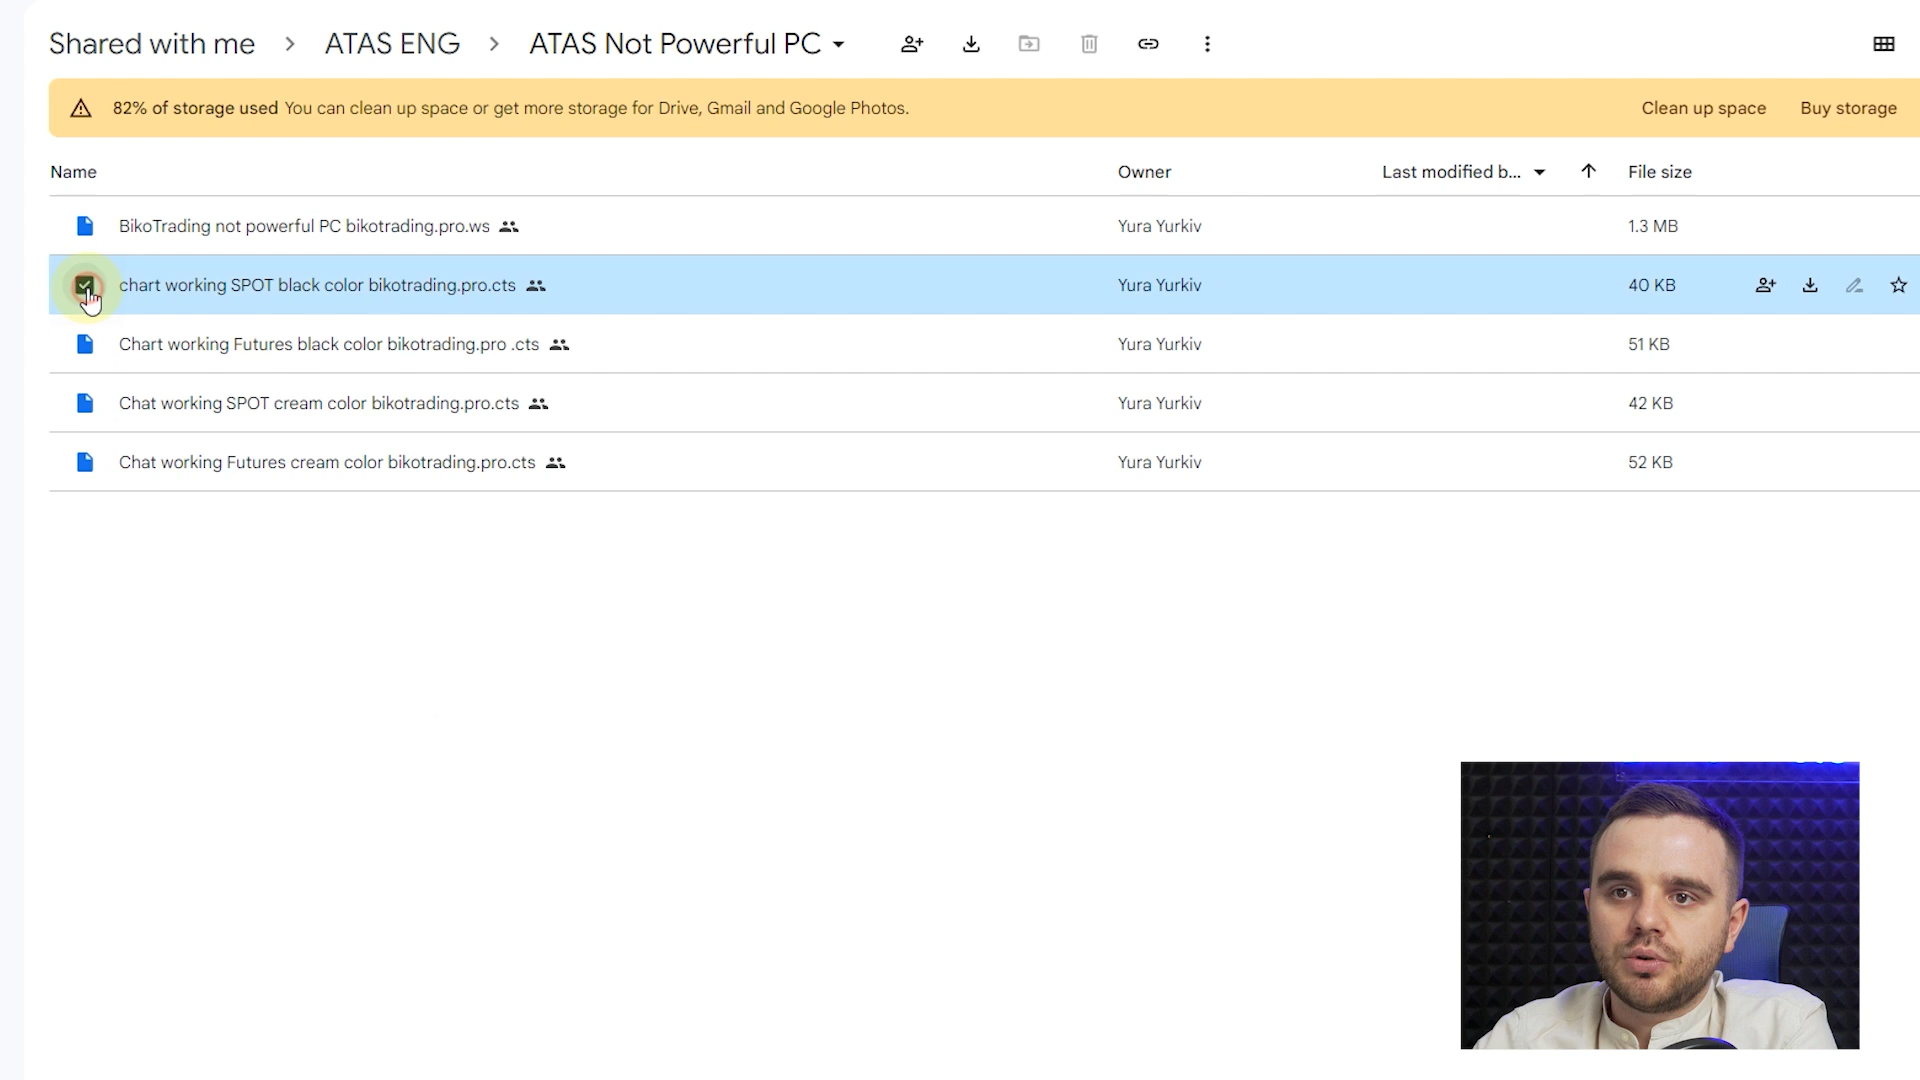 Shared with me > ATAS ENG > ATAS Not Powerful PC
82% of storage used You can clean up space or get more storage for Drive, Gmail and Google Photos. Clean up space Buy storage
Name Owner Last modified b... File size
BikoTrading not powerful PC bikotrading.pro.ws Yura Yurkiv 1.3 MB
chart working SPOT black color bikotrading.pro.cts Yura Yurkiv 40 KB
Chart working Futures black color bikotrading.pro .cts Yura Yurkiv 51 KB
Chat working SPOT cream color bikotrading.pro.cts Yura Yurkiv 42 KB
Chat working Futures cream color bikotrading.pro.cts Yura Yurkiv 52 KB